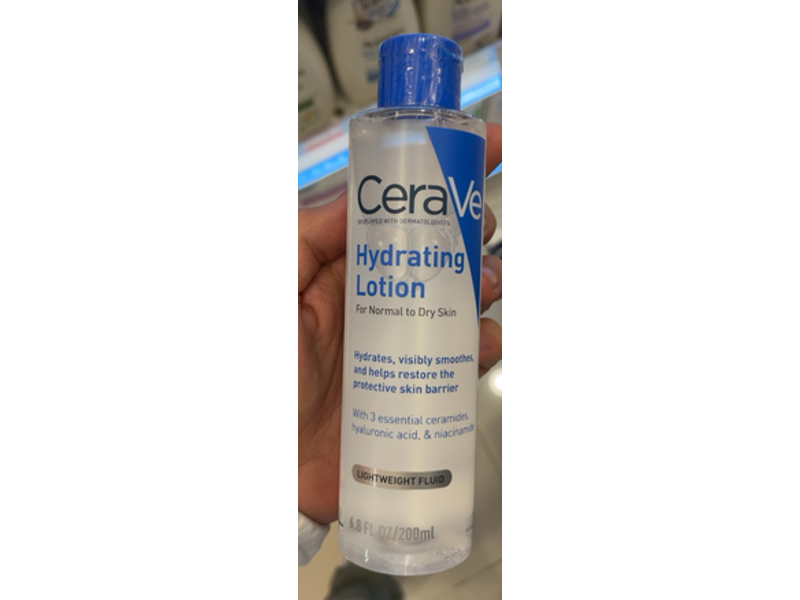 CeraVe
DEVELOPED WITH DERMATOLOGISTS
Hydrating
Lotion
For Normal to Dry Skin
Hydrates, visibly smoothes,
and helps restore the
protective skin barrier
With 3 essential ceramides,
hyaluronic acid, & niacinamide
LIGHTWEIGHT FLUID
6.8 FL OZ/200ml